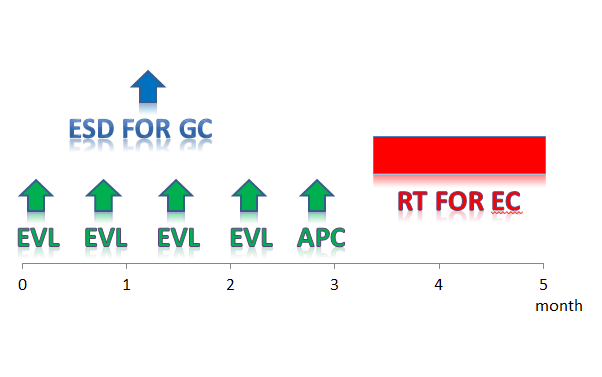 ESD FOR GC
RT FOR EC
EVL EVL EVL EVL APC
0 1 2 3 4 5
month